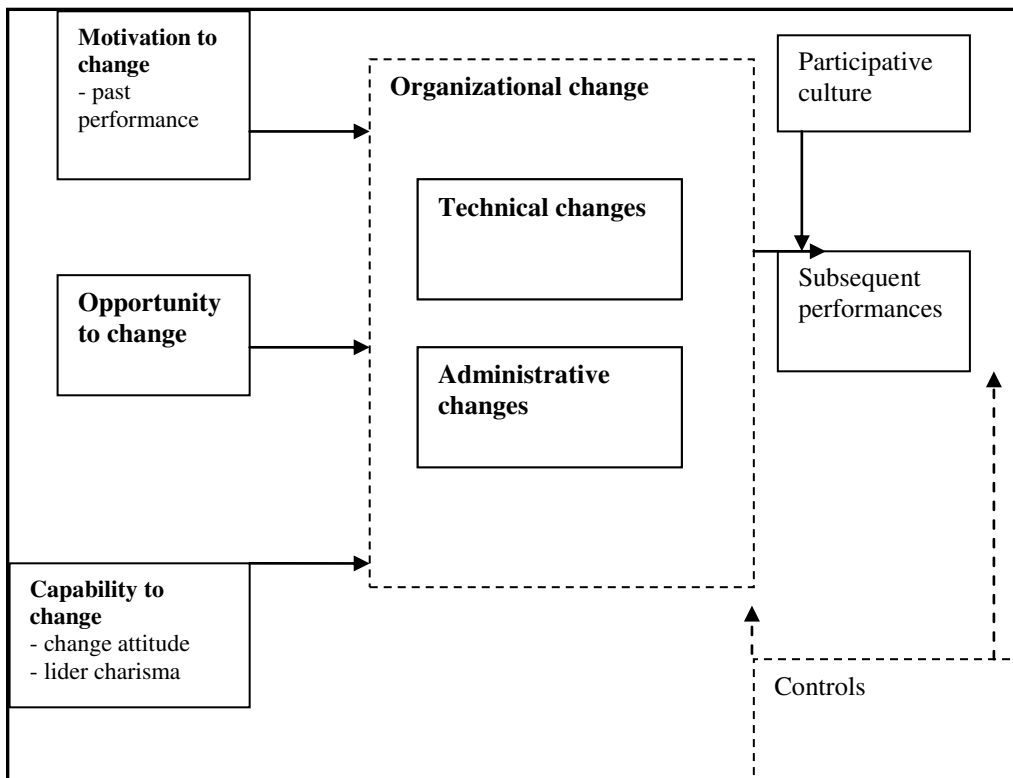 Motivation to
change
- past
performance
Organizational change
Participative
culture
Technical changes
Opportunity
to change
Subsequent
performances
Administrative
changes
Capability to
change
- change attitude
- lider charisma
Controls